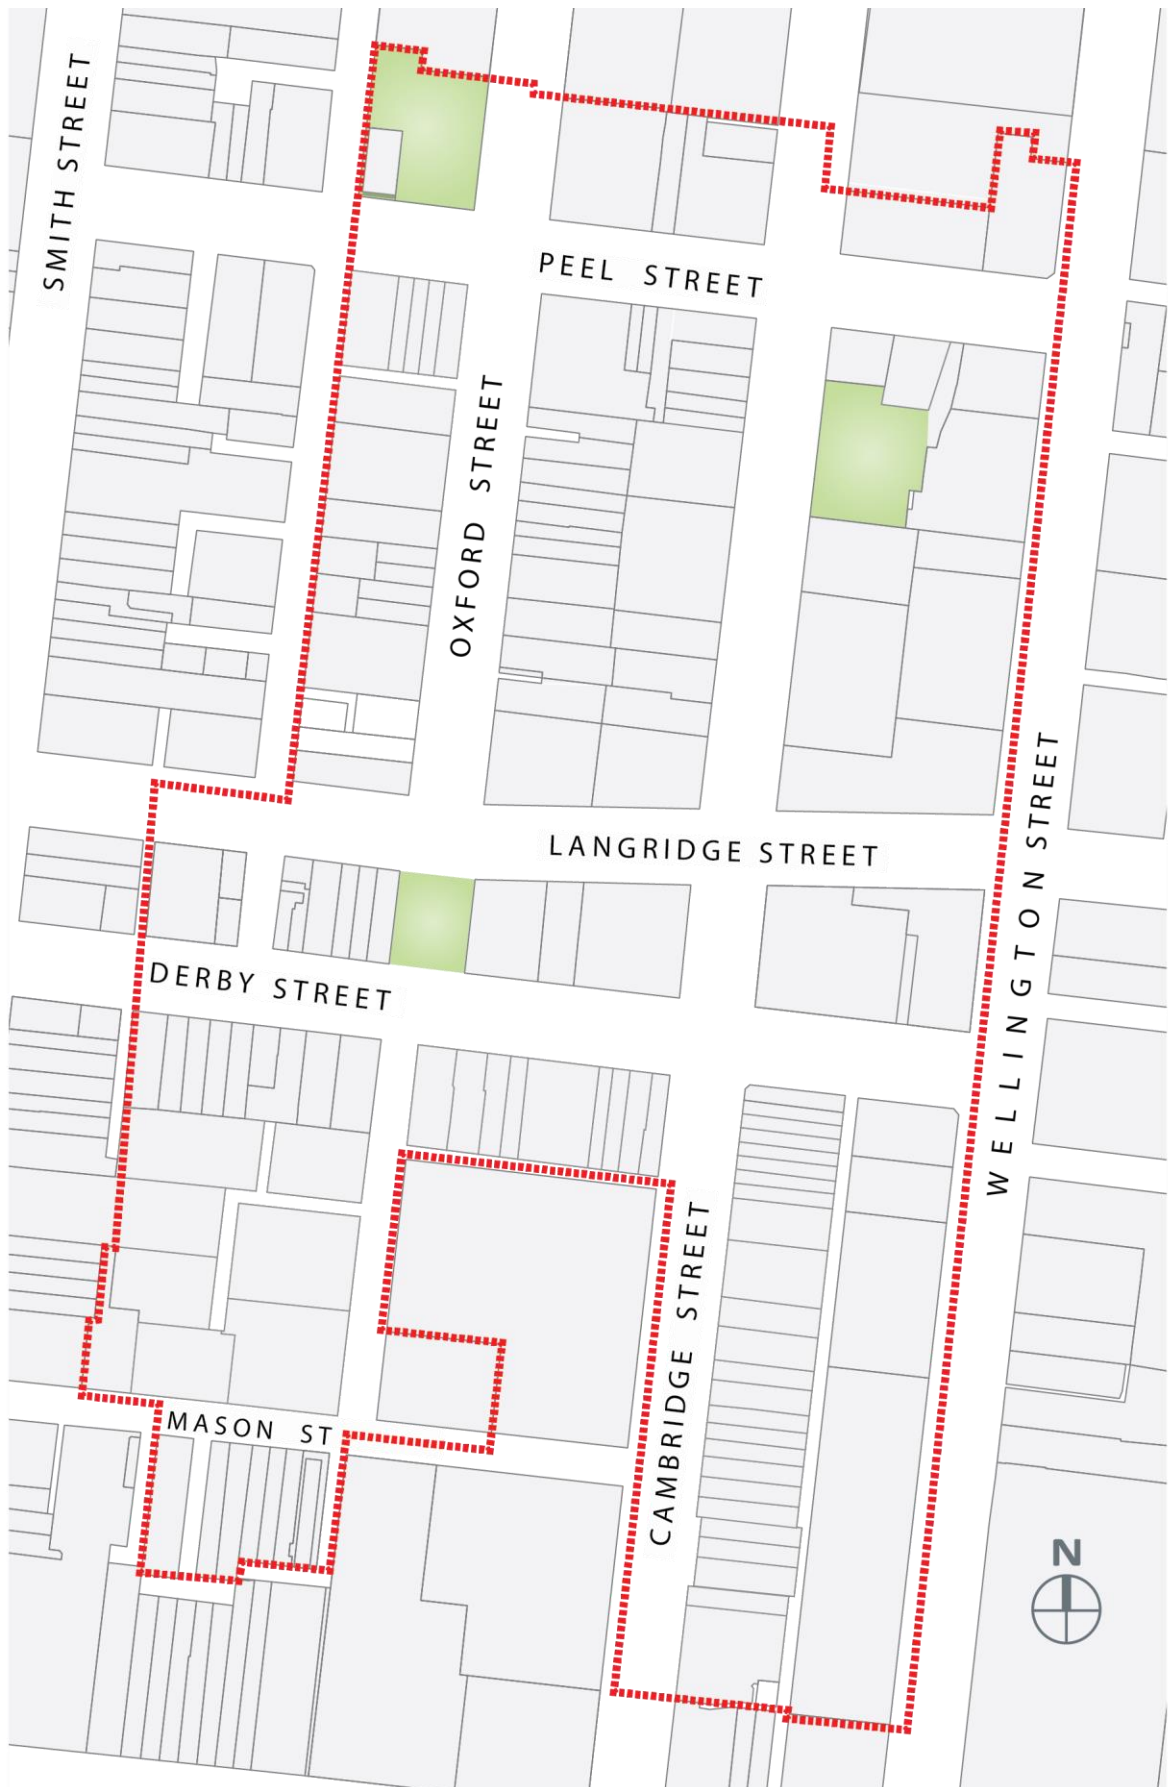 SMITH STREET
PEEL STREET
OXFORD STREET
LANGRIDGE STREET
WELLINGTON STREET
DERBY STREET
CAMBRIDGE STREET
MASON ST
N